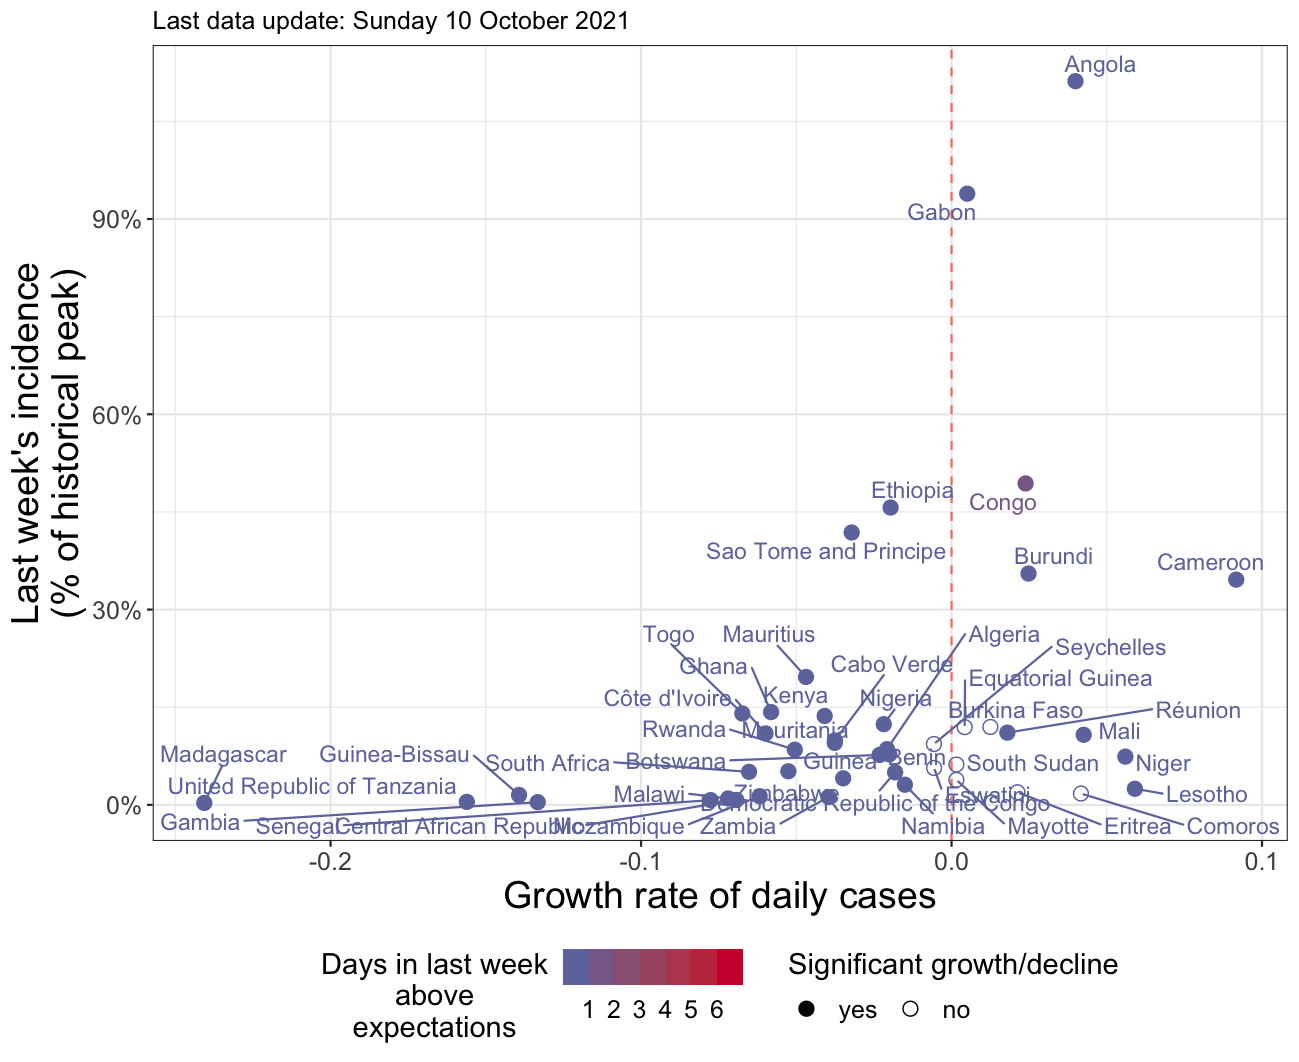 Last data update: Sunday 10 October 2021
Last week's incidence
(% of historical peak)
90%
60%
30%
0%
Angola
Gabon
Ethiopia
Congo
Sao Tome and Principe
Burundi
Cameroon
Togo
Mauritius
Algeria
Seychelles
Ghana
Cabo Verde
Equatorial Guinea
Côte d'Ivoire
Kenya
Nigeria
Burkina Faso
Réunion
Rwanda
Mauritania
Mali
Madagascar
Guinea-Bissau
South Africa
Botswana
Guinea
Benin
South Sudan
Niger
United Republic of Tanzania
Malawi
Zimbabwe
Eswatini
Lesotho
Democratic Republic of The Congo
Gambia
Senegal
Central African Republic
Mozambique
Zambia
Namibia
Mayotte
Eritrea
Comoros
-0.2
-0.1
0.0
0.1
Growth rate of daily cases
Days in last week
above
expectations
1 2 3 4 5 6
Significant growth/decline
yes
no